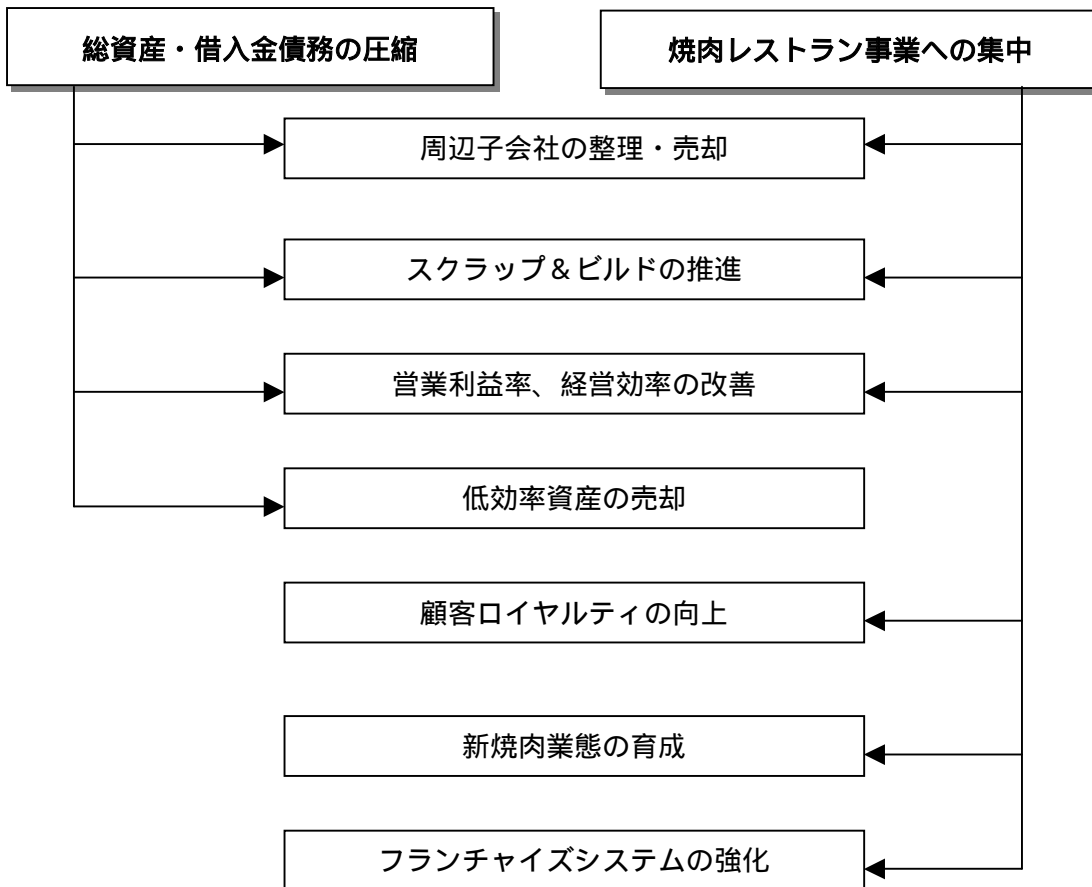 総資産・借入金債務の圧縮
焼肉レストラン事業への集中
周辺子会社の整理・売却
スクラップ＆ビルドの推進
営業利益率、経営効率の改善
低効率資産の売却
顧客ロイヤルティの向上
新焼肉業態の育成
フランチャイズシステムの強化